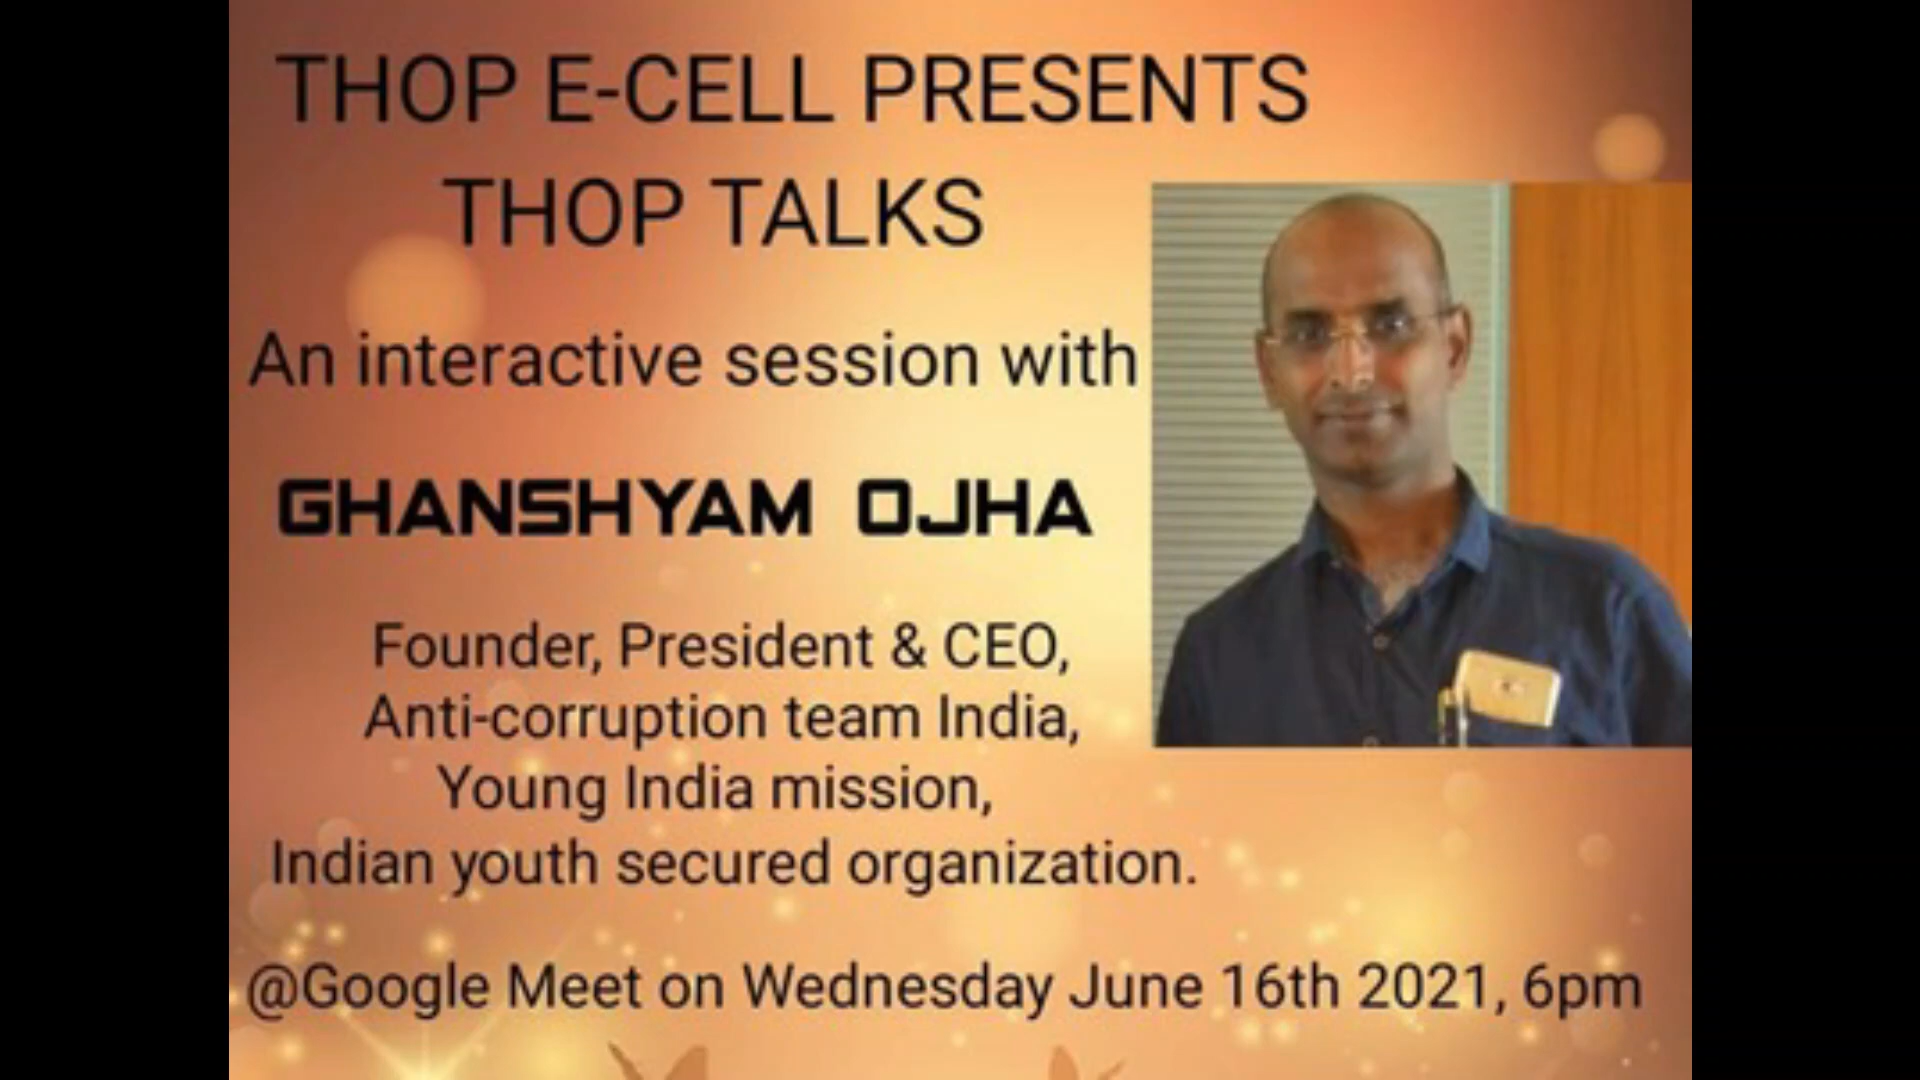 THOP E-CELL PRESENTS
THOP TALKS
An interactive session with
GHANSHYAM OJHA
Founder, President & CEO,
Anti-corruption team India,
Young India mission,
Indian youth secured organization.
@Google Meet on Wednesday June 16th 2021, 6pm